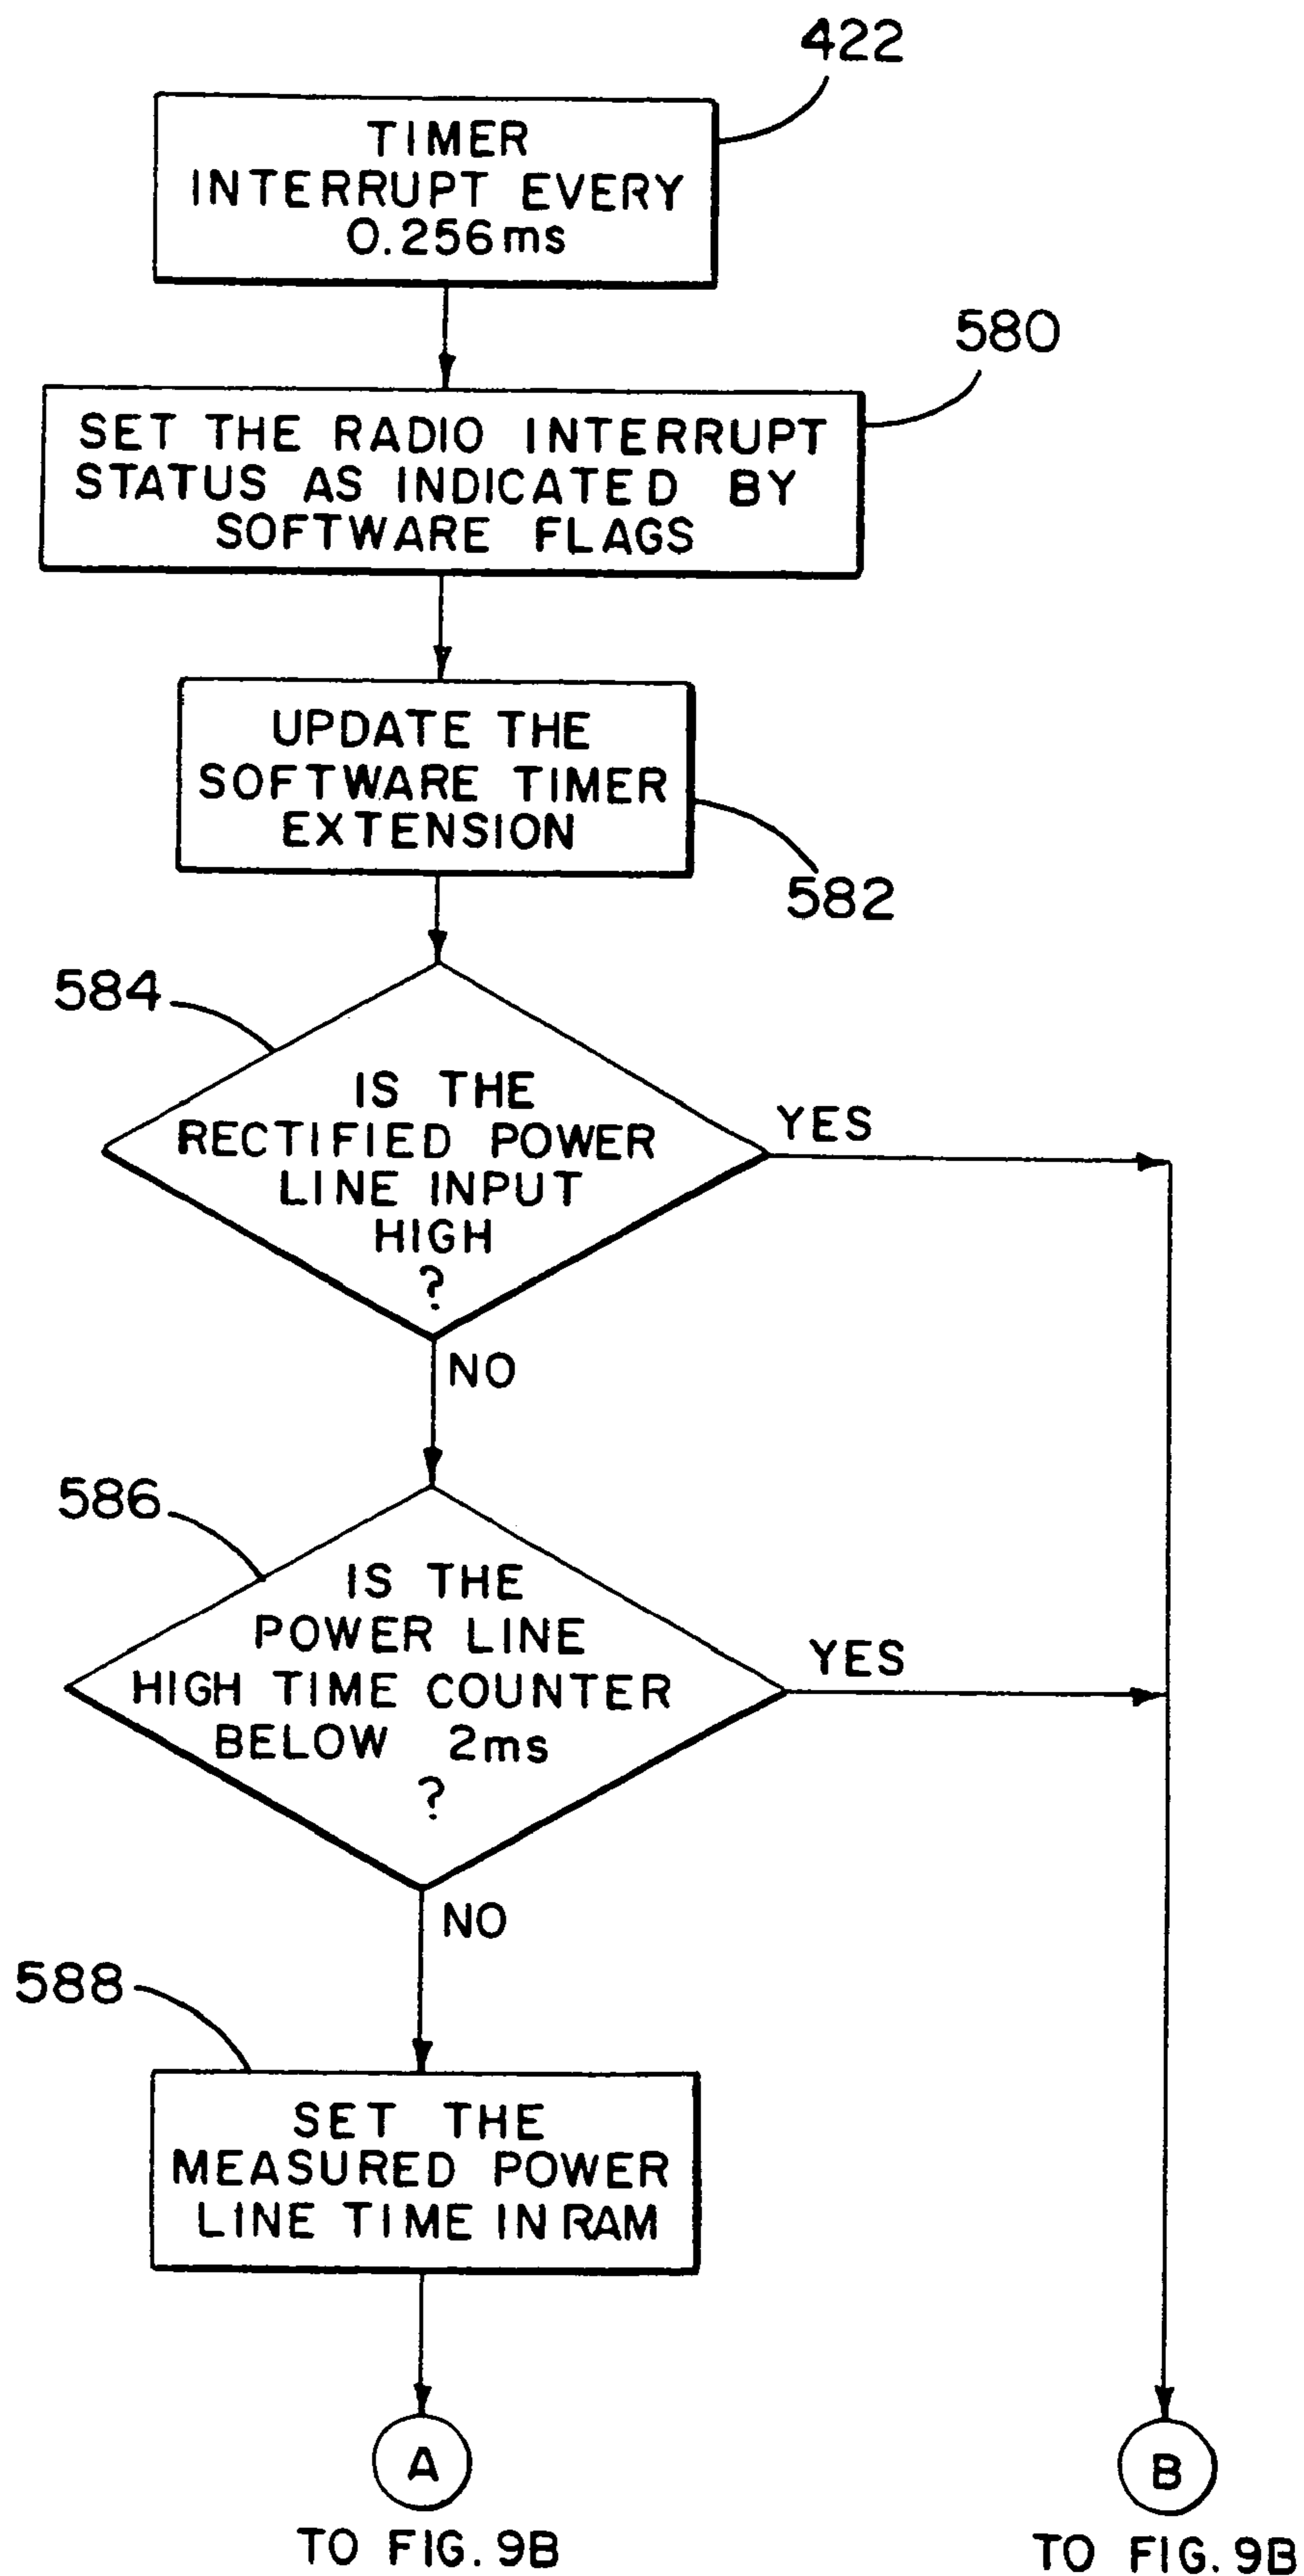 422
TIMER
INTERRUPT EVERY
0.256ms
580
SET THE RADIO INTERRUPT
STATUS AS INDICATED BY
SOFTWARE FLAGS
UPDATE THE
SOFTWARE TIMER
EXTENSION
582
584
IS THE
RECTIFIED POWER
LINE INPUT
HIGH
?
YES
NO
586
IS THE
POWER LINE
HIGH TIME COUNTER
BELOW 2ms
?
YES
NO
588
SET THE
MEASURED POWER
LINE TIME IN RAM
A
TO FIG. 9B
B
TO FIG. 9B